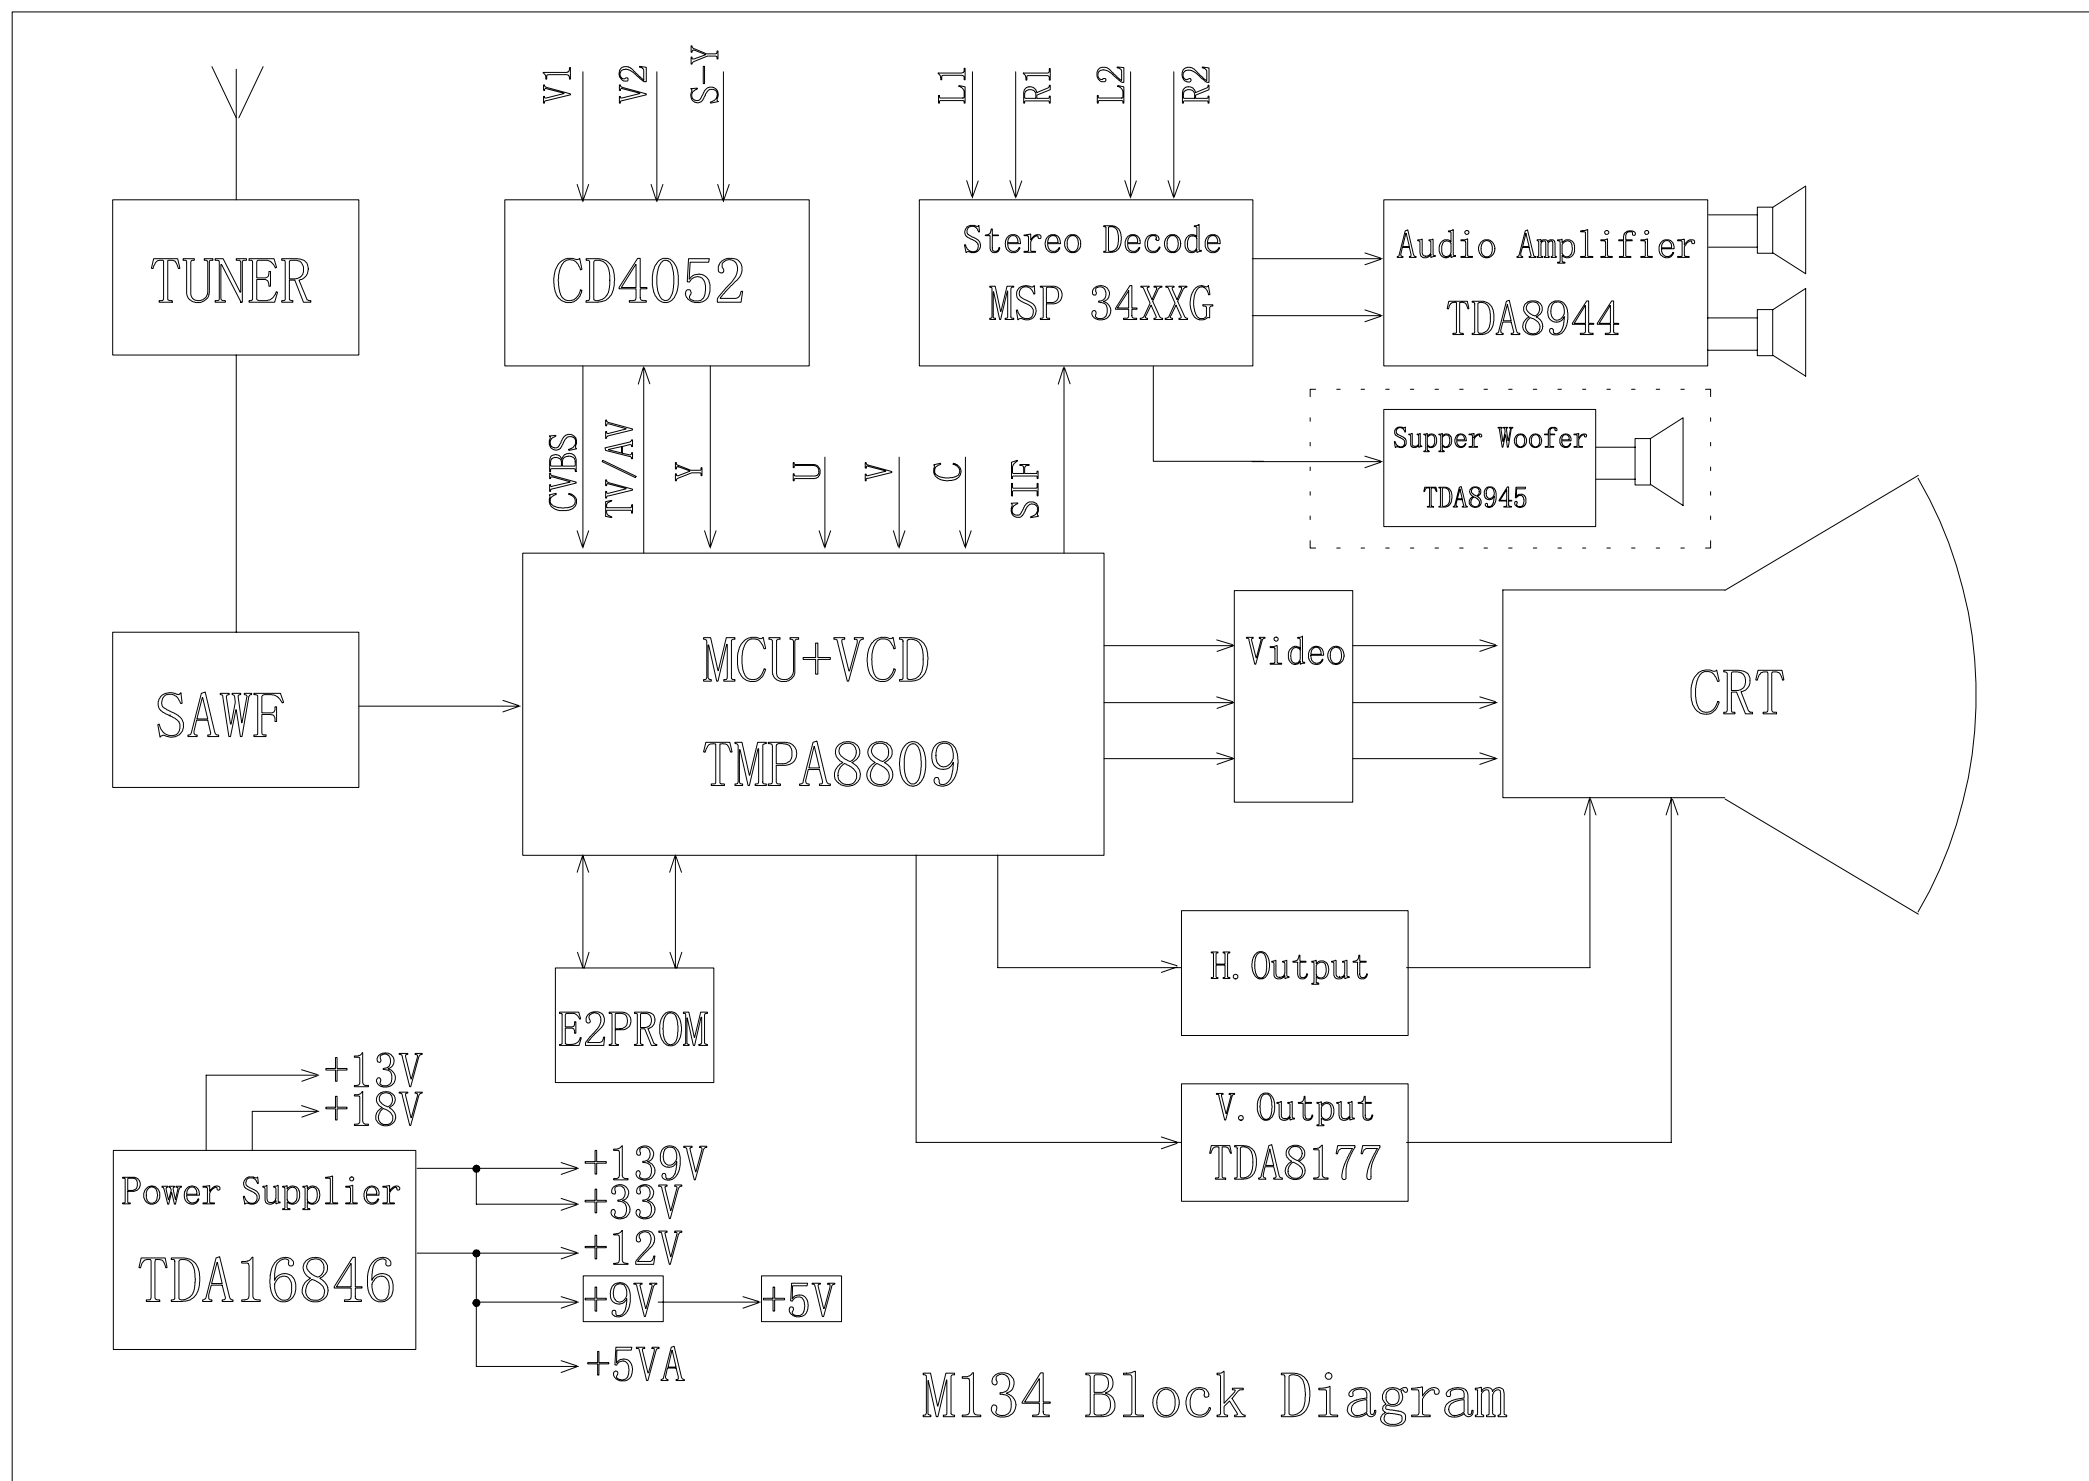 V1
V2
S-Y
L1
R1
L2
R2
TUNER
CD4052
Stereo Decode
MSP 34XXG
Audio Amplifier
TDA8944
CVBS
TV/AV
Y
U
V
C
SIF
Supper Woofer
TDA8945
SAWF
MCU+VCD
TMPA8809
Video
CRT
E2PROM
H.Output
V.Output
TDA8177
+13V
+18V
Power Supplier
TDA16846
+139V
+33V
+12V
+9V
+5V
+5VA
M134 Block Diagram